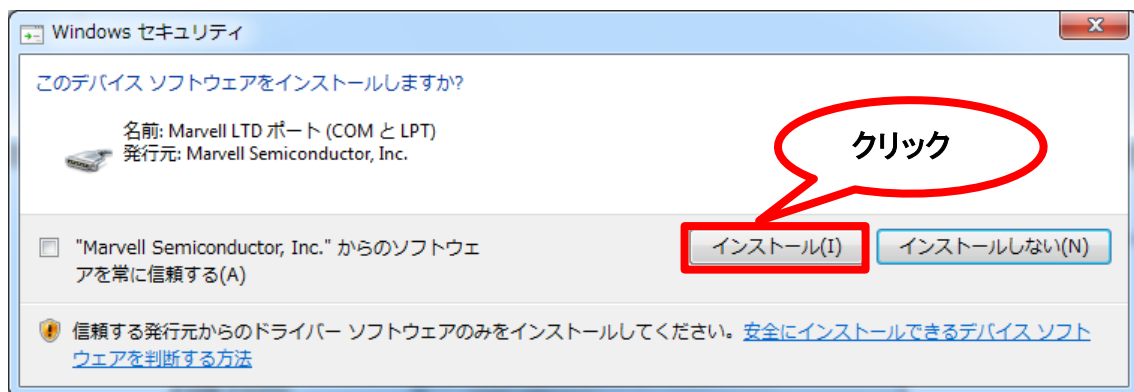 Windows セキュリティ
このデバイス ソフトウェアをインストールしますか?
名前: Marvell LTD ポート (COM と LPT)
発行元: Marvell Semiconductor, Inc.
クリック
"Marvell Semiconductor, Inc." からのソフトウェ
アを常に信頼する(A)
インストール(I)
インストールしない(N)
信頼する発行元からのドライバー ソフトウェアのみをインストールしてください。安全にインストールできるデバイス ソフト
ウェアを判断する方法